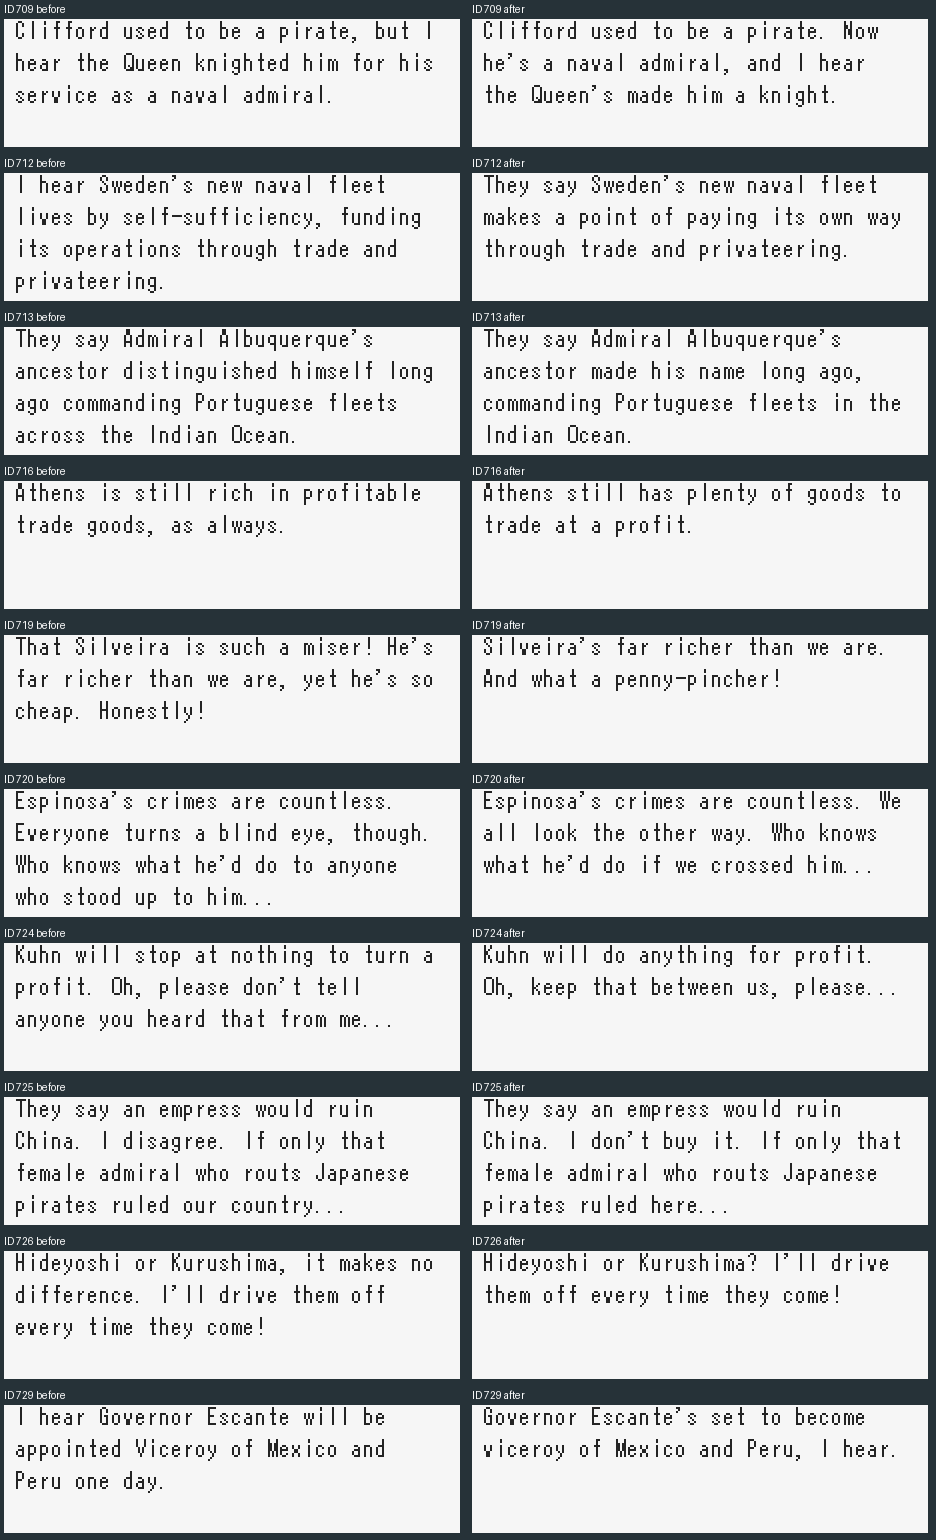 ID709 before
Clifford used to be a pirate, but I
hear the Queen knighted him for his
service as a naval admiral.
ID709 after
Clifford used to be a pirate. Now
he's a naval admiral, and I hear
the Queen's made him a knight.
ID712 before
I hear Sweden's new naval fleet
lives by self-sufficiency, funding
its operations through trade and
privateering.
ID712 after
They say Sweden's new naval fleet
makes a point of paying its own way
through trade and privateering.
ID713 before
They say Admiral Albuquerque's
ancestor distinguished himself long
ago commanding Portuguese fleets
across the Indian Ocean.
ID713 after
They say Admiral Albuquerque's
ancestor made his name long ago,
commanding Portuguese fleets in the
Indian Ocean.
ID716 before
Athens is still rich in profitable
trade goods, as always.
ID716 after
Athens still has plenty of goods to
trade at a profit.
ID719 before
That Silveira is such a miser! He's
far richer than we are, yet he's so
cheap. Honestly!
ID719 after
Silveira's far richer than we are.
And what a penny-pincher!
ID720 before
Espinosa's crimes are countless.
Everyone turns a blind eye, though.
Who knows what he'd do to anyone
who stood up to him...
ID720 after
Espinosa's crimes are countless. We
all look the other way. Who knows
what he'd do if we crossed him...
ID724 before
Kuhn will stop at nothing to turn a
profit. Oh, please don't tell
anyone you heard that from me...
ID724 after
Kuhn will do anything for profit.
Oh, keep that between us, please...
ID725 before
They say an empress would ruin
China. I disagree. If only that
female admiral who routs Japanese
pirates ruled our country...
ID725 after
They say an empress would ruin
China. I don't buy it. If only that
female admiral who routs Japanese
pirates ruled here...
ID726 before
Hideyoshi or Kurushima, it makes no
difference. I'll drive them off
every time they come!
ID726 after
Hideyoshi or Kurushima? I'll drive
them off every time they come!
ID729 before
I hear Governor Escante will be
appointed Viceroy of Mexico and
Peru one day.
ID729 after
Governor Escante's set to become
viceroy of Mexico and Peru, I hear.